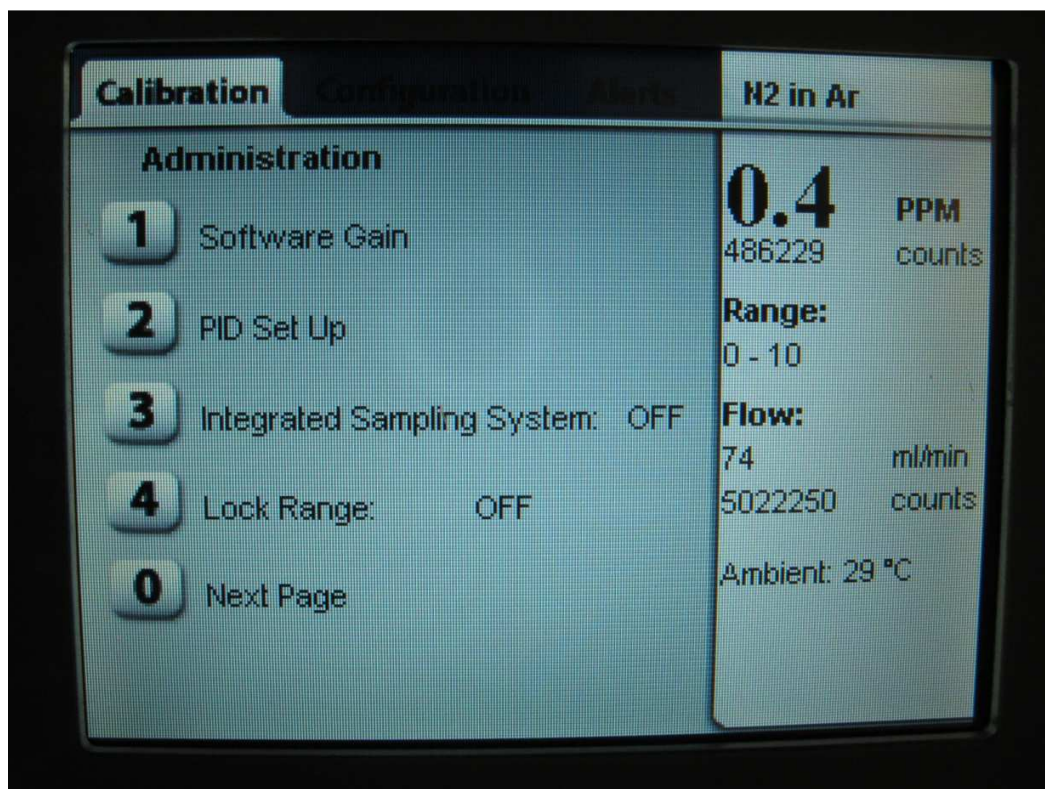 Calibration Configuration Alerts
Administration
1 Software Gain
2 PID Set Up
3 Integrated Sampling System: OFF
4 Lock Range: OFF
0 Next Page
N2 in Ar
0.4 PPM
486229 counts
Range:
0 - 10
Flow:
74 ml/min
5022250 counts
Ambient: 29 °C